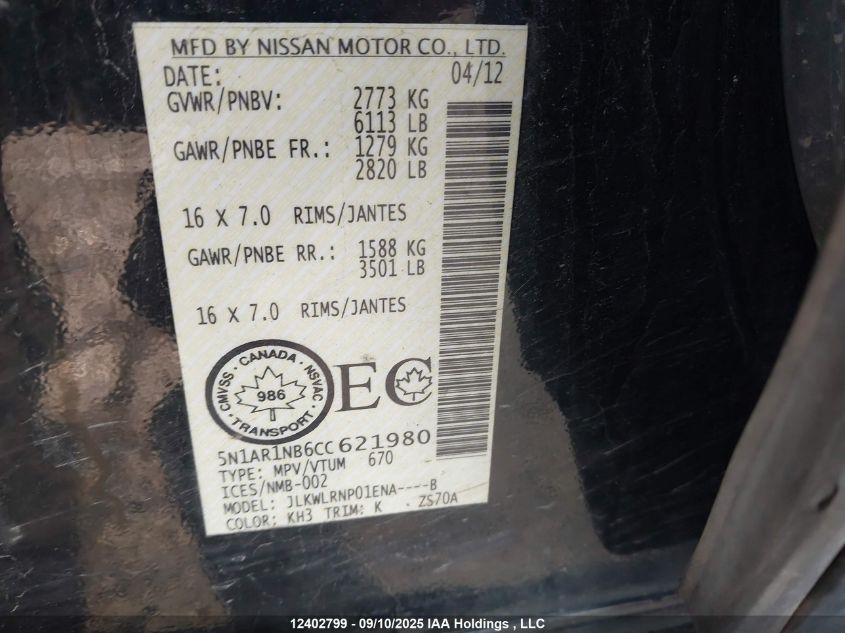 MFD BY NISSAN MOTOR CO., LTD.
DATE: 04/12
GVWR/PNBV: 2773 KG
6113 LB
GAWR/PNBE FR.: 1279 KG
2820 LB
16 X 7.0 RIMS/JANTES
GAWR/PNBE RR.: 1588 KG
3501 LB
16 X 7.0 RIMS/JANTES
CMVSS · CANADA · NSVAC
986
TRANSPORT
EC
5N1AR1NB6CC621980
TYPE: MPV/VTUM 670
ICES/NMB-002
MODEL: JLKWLRNP01ENA----B
COLOR: KH3 TRIM: K . ZS70A
12402799 - 09/10/2025 IAA Holdings , LLC